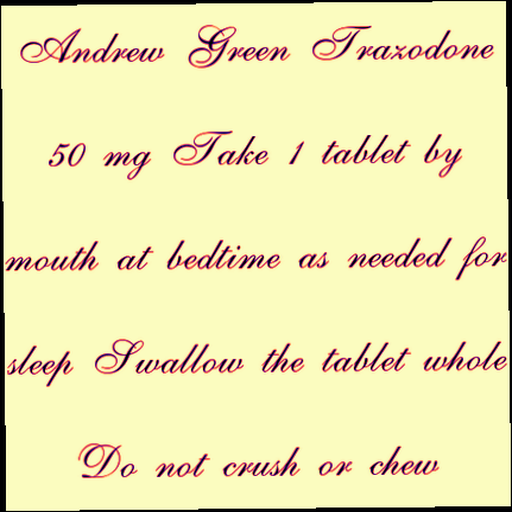 Andrew Green Trazodone
50 mg Take 1 tablet by
mouth at bedtime as needed for
sleep Swallow the tablet whole
Do not crush or chew